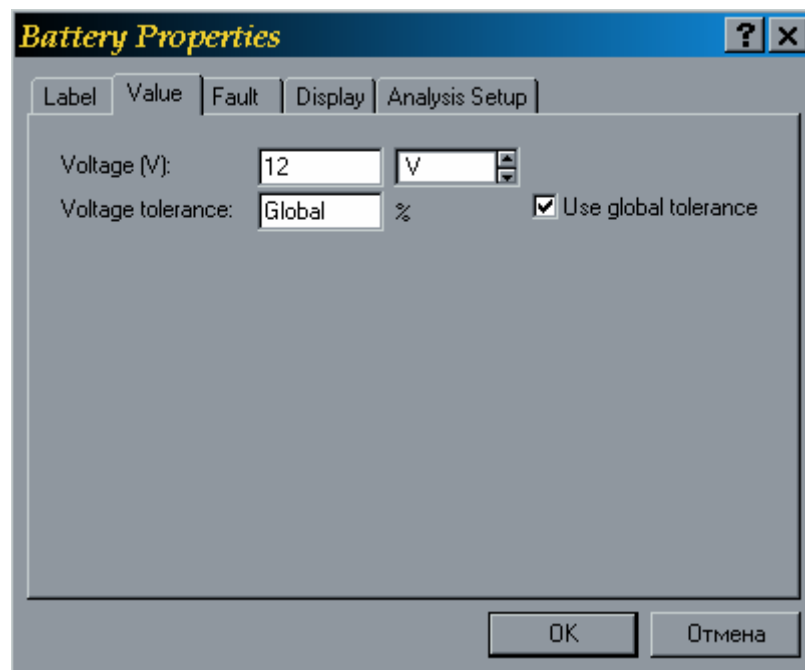 Battery Properties
Label Value Fault Display Analysis Setup
Voltage (V): 12 V
Voltage tolerance: Global % Use global tolerance
OK Отмена